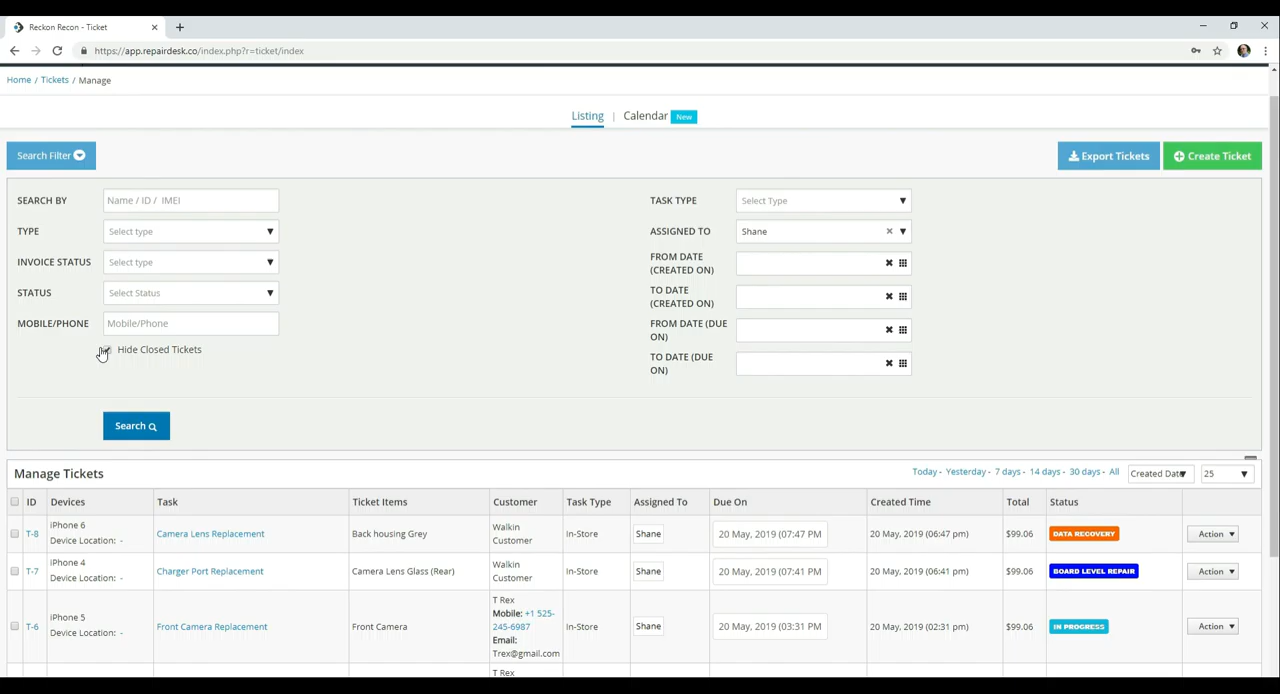 Reckon Recon - Ticket
https://app.repairdesk.co/index.php?r=ticket/index
Home / Tickets / Manage
Listing | Calendar New
Search Filter
Export Tickets
Create Ticket
SEARCH BY
Name / ID / IMEI
TASK TYPE
Select Type
TYPE
Select type
ASSIGNED TO
Shane
INVOICE STATUS
Select type
FROM DATE
(CREATED ON)
STATUS
Select Status
TO DATE
(CREATED ON)
MOBILE/PHONE
Mobile/Phone
FROM DATE (DUE
ON)
Hide Closed Tickets
TO DATE (DUE
ON)
Search
Manage Tickets
Today - Yesterday - 7 days - 14 days - 30 days - All
Created Date
25
ID Devices Task Ticket Items Customer Task Type Assigned To Due On Created Time Total Status
T-8 iPhone 6
Device Location: -
Camera Lens Replacement
Back housing Grey
Walkin
Customer
In-Store
Shane
20 May, 2019 (07:47 PM
20 May, 2019 (06:47 pm)
$99.06
DATA RECOVERY
Action
T-7 iPhone 4
Device Location: -
Charger Port Replacement
Camera Lens Glass (Rear)
Walkin
Customer
In-Store
Shane
20 May, 2019 (07:41 PM
20 May, 2019 (06:41 pm)
$99.06
BOARD LEVEL REPAIR
Action
T-6 iPhone 5
Device Location: -
Front Camera Replacement
Front Camera
T Rex
Mobile: +1 525-
245-6987
Email:
Trex@gmail.com
In-Store
Shane
20 May, 2019 (03:31 PM
20 May, 2019 (02:31 pm)
$99.06
IN PROGRESS
Action
T Rex